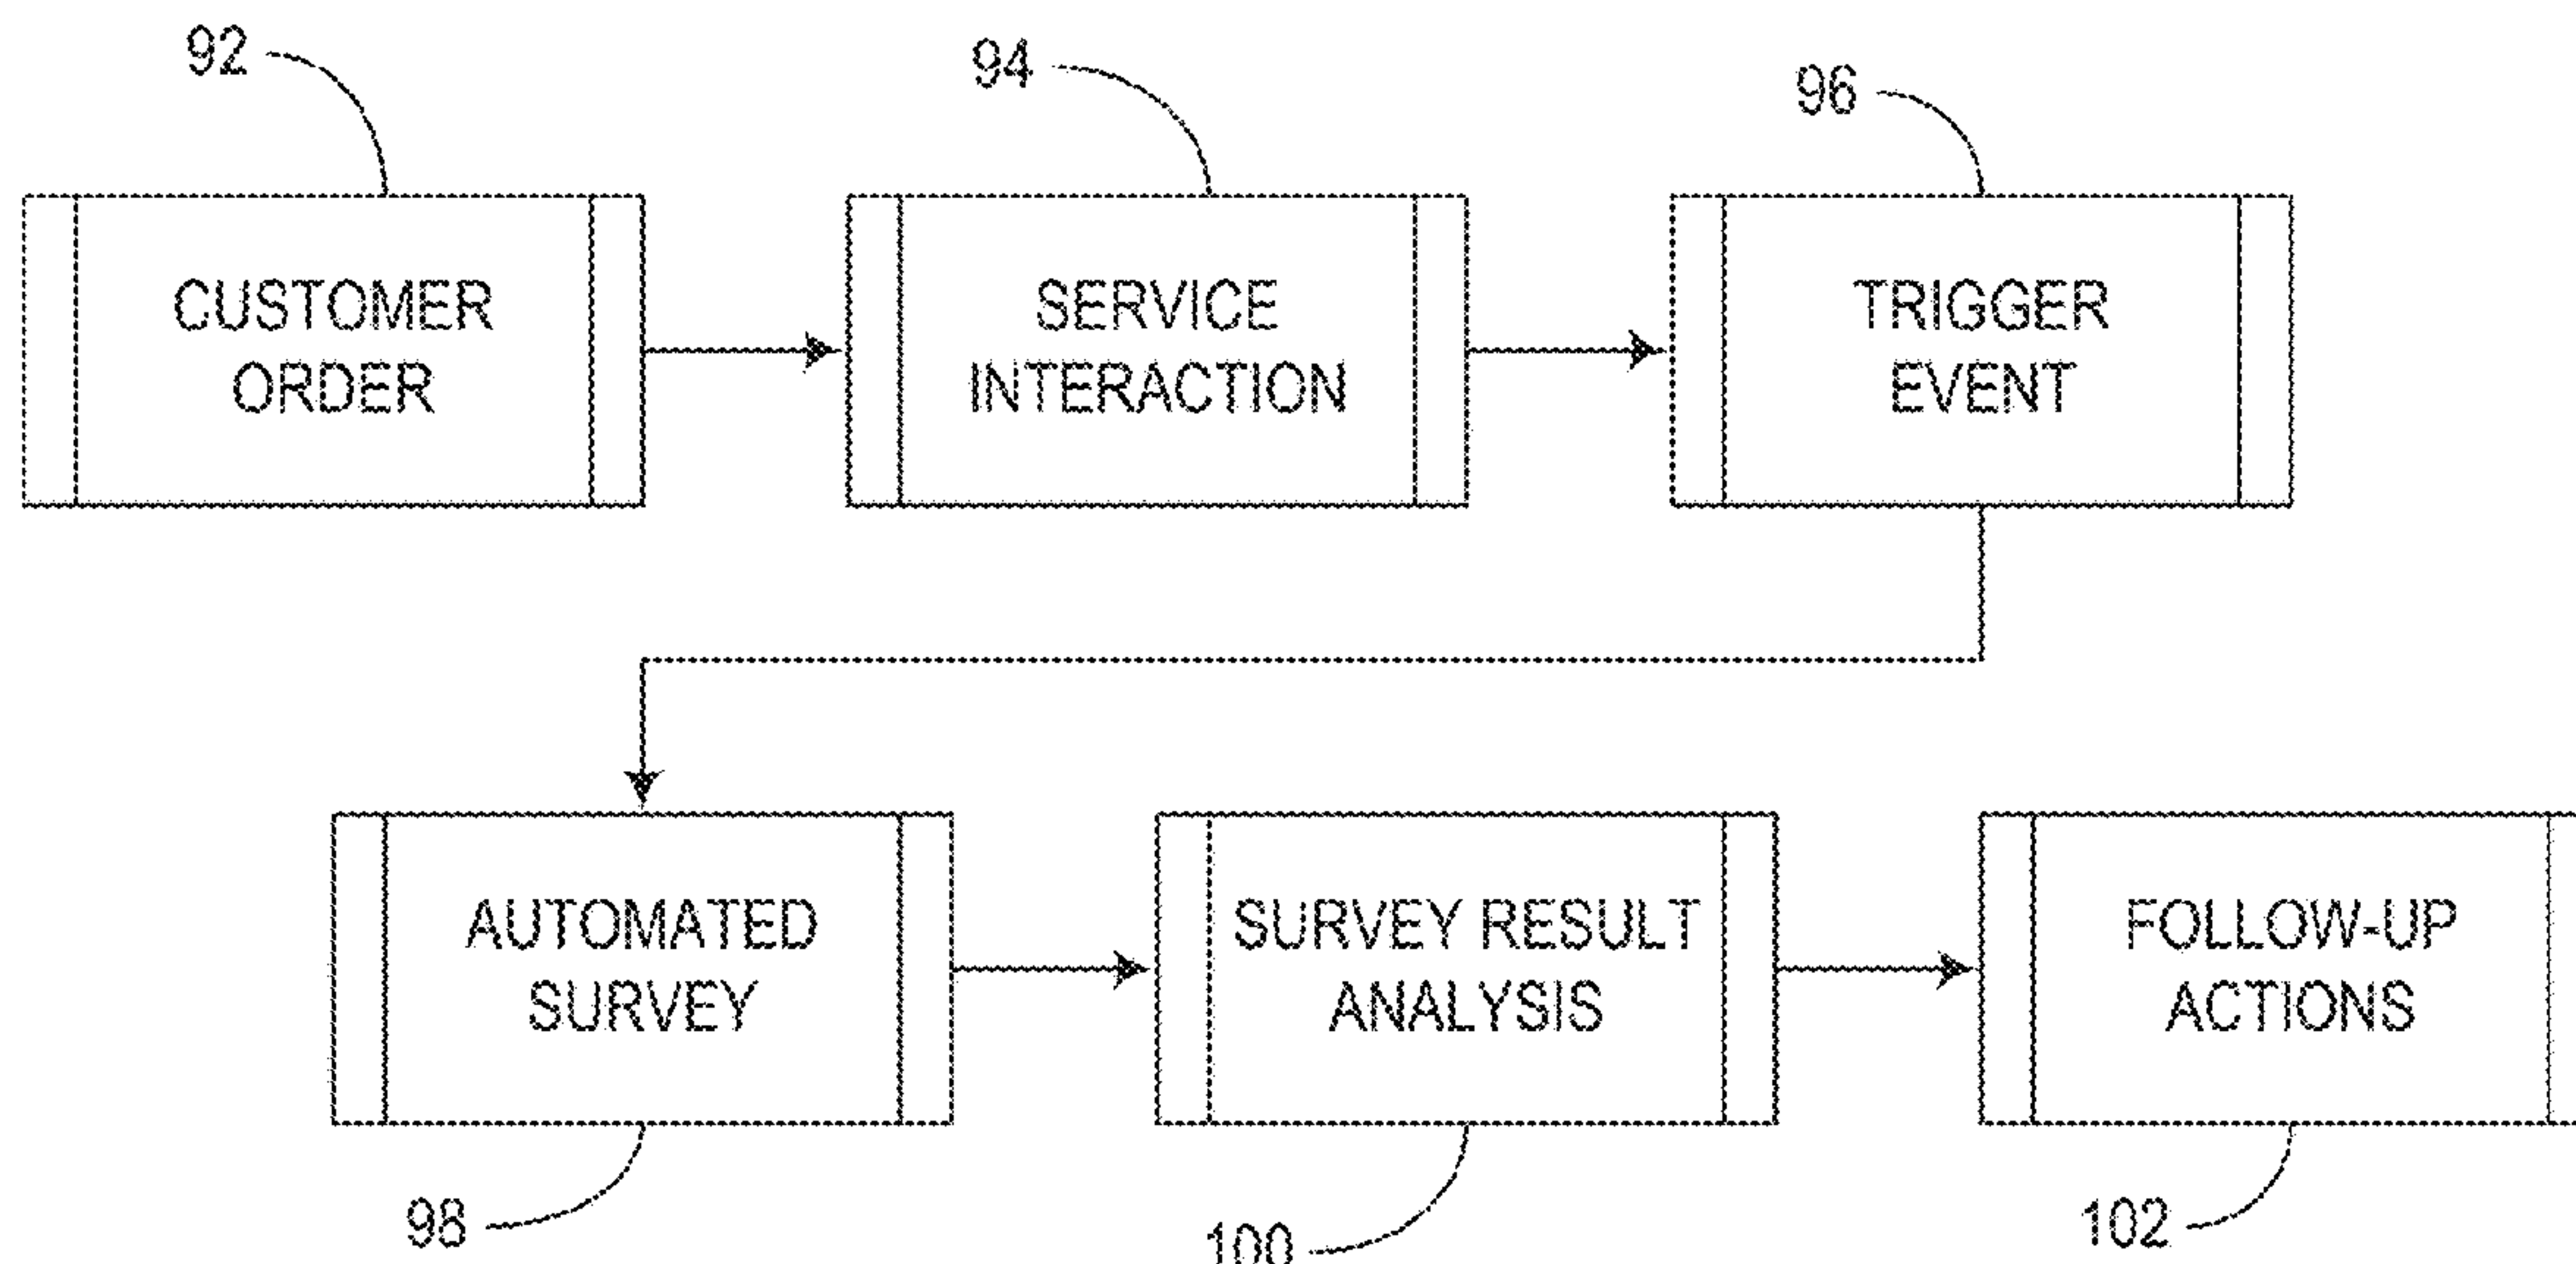 92
94
96
CUSTOMER
ORDER
SERVICE
INTERACTION
TRIGGER
EVENT
AUTOMATED
SURVEY
SURVEY RESULT
ANALYSIS
FOLLOW-UP
ACTIONS
98
100
102